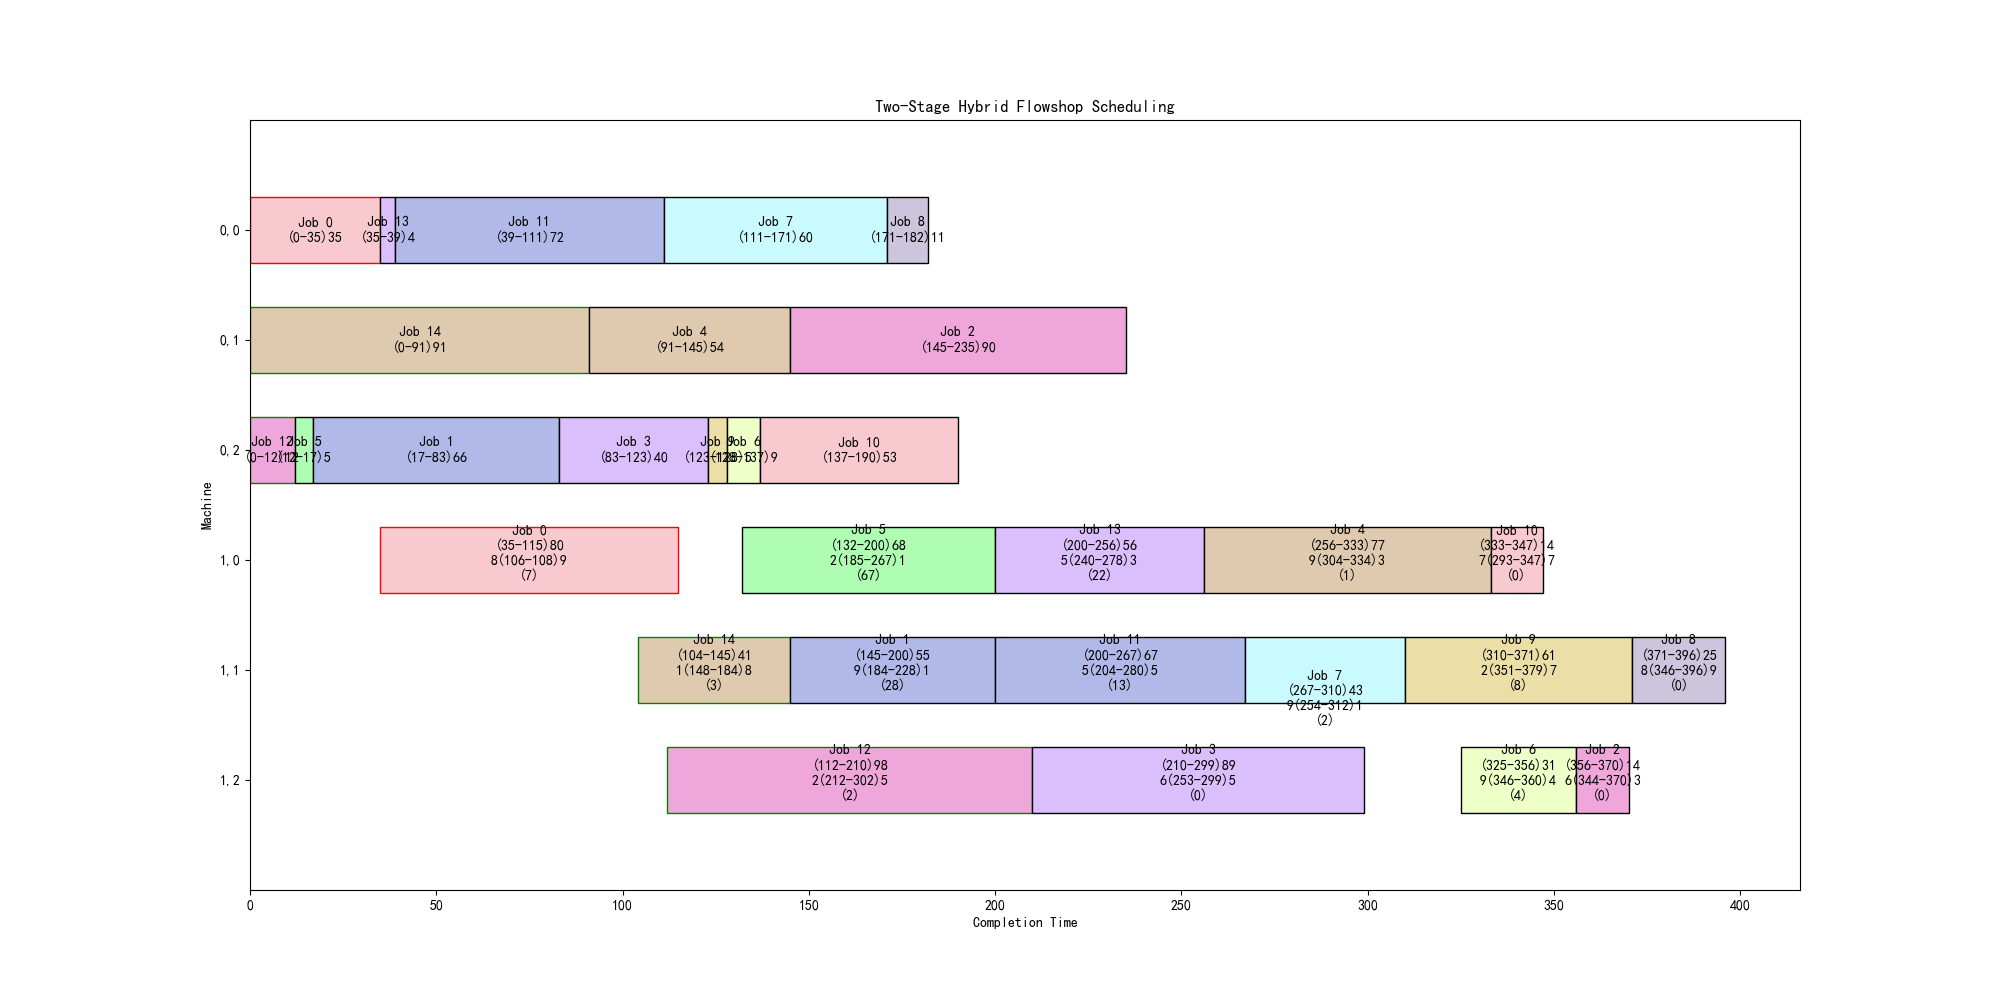 Two-Stage Hybrid Flowshop Scheduling
0,0
Job 0
(0-35)35
Job 13
(35-39)4
Job 11
(39-111)72
Job 7
(111-171)60
Job 8
(171-182)11
0,1
Job 14
(0-91)91
Job 4
(91-145)54
Job 2
(145-235)90
0,2
Job 12
(0-12)12
Job 5
(12-17)5
Job 1
(17-83)66
Job 3
(83-123)40
Job 9
(123-128)5
Job 6
(128-137)9
Job 10
(137-190)53
Machine
1,0
Job 0
(35-115)80
8(106-108)9
(7)
Job 5
(132-200)68
2(185-267)1
(67)
Job 13
(200-256)56
5(240-278)3
(22)
Job 4
(256-333)77
9(304-334)3
(1)
Job 10
(333-347)14
7(293-347)7
(0)
1,1
Job 14
(104-145)41
1(148-184)8
(3)
Job 1
(145-200)55
9(184-228)1
(28)
Job 11
(200-267)67
5(204-280)5
(13)
Job 7
(267-310)43
9(254-312)1
(2)
Job 9
(310-371)61
2(351-379)7
(8)
Job 8
(371-396)25
8(346-396)9
(0)
1,2
Job 12
(112-210)98
2(212-302)5
(2)
Job 3
(210-299)89
6(253-299)5
(0)
Job 6
(325-356)31
9(346-360)4
(4)
Job 2
(356-370)14
6(344-370)3
(0)
0
50
100
150
200
250
300
350
400
Completion Time